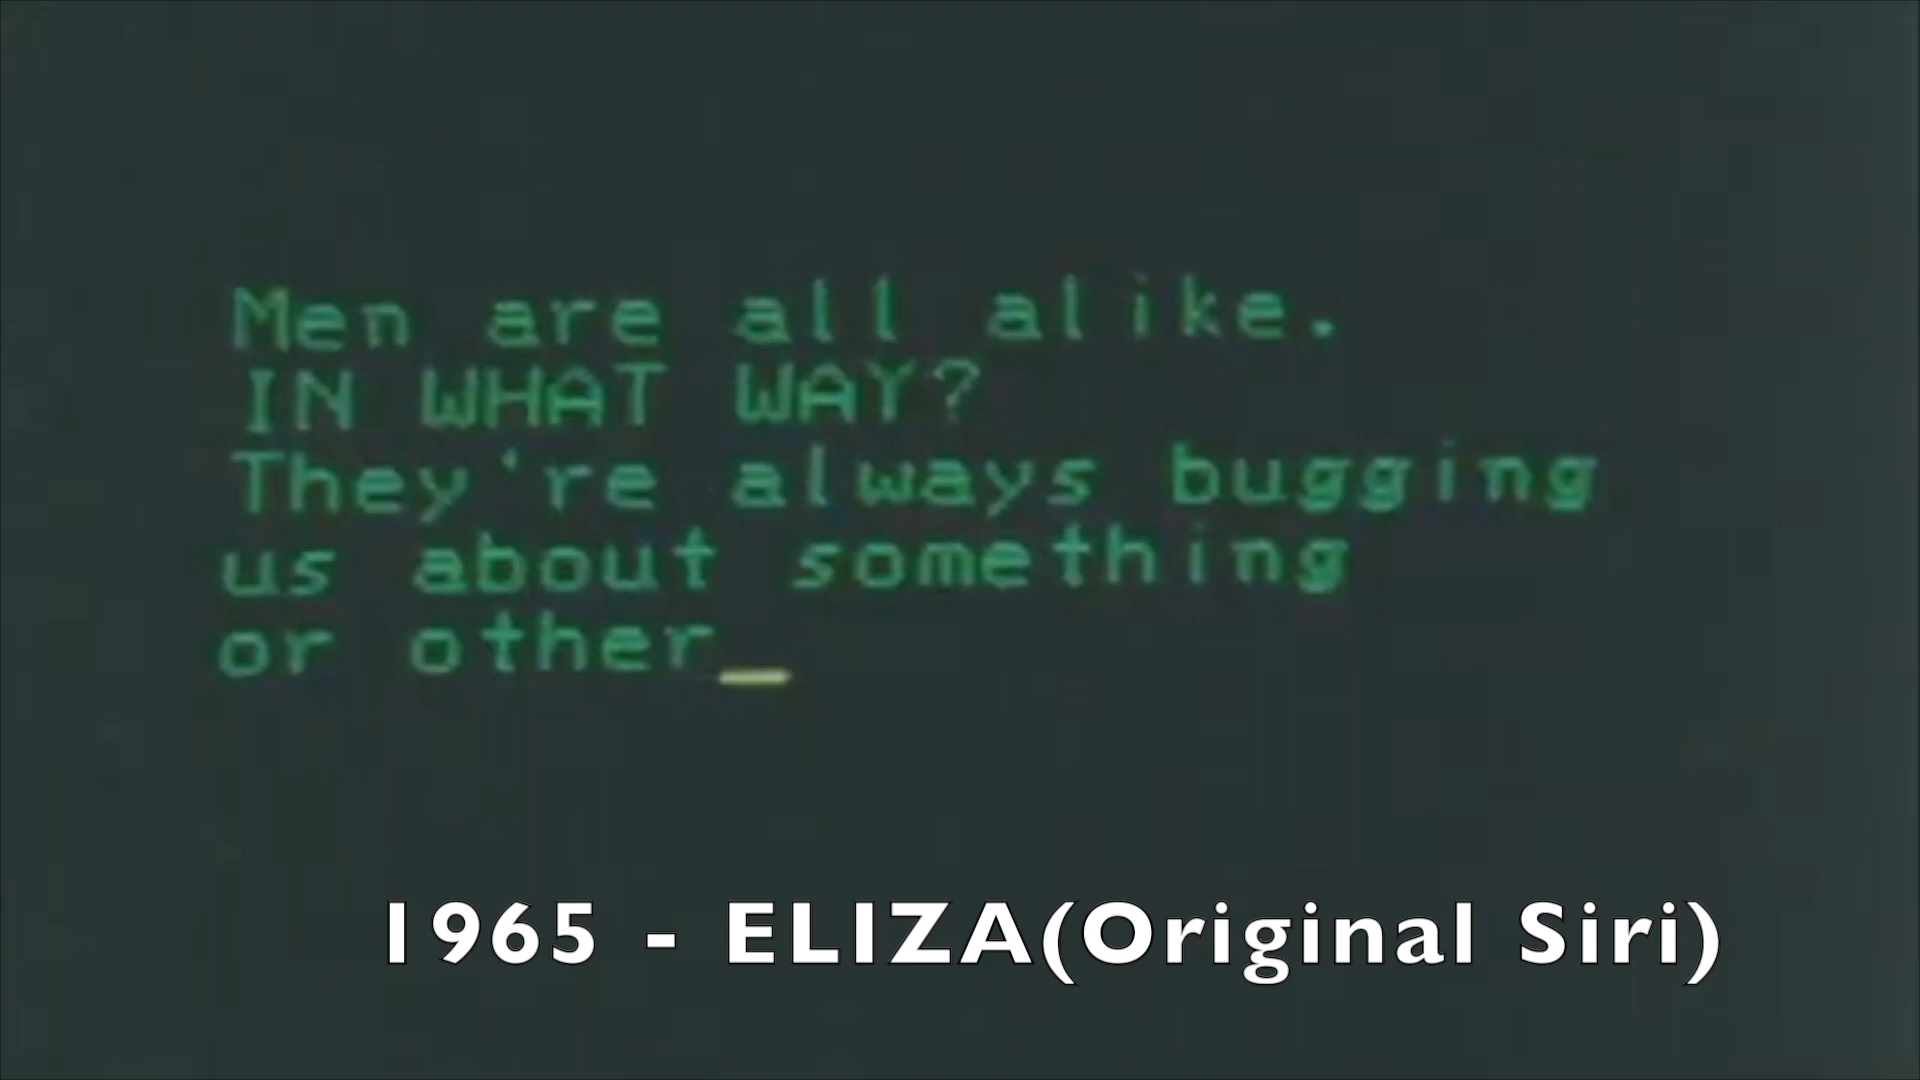 Men are all alike.
IN WHAT WAY?
They're always bugging
us about something
or other_
1965 - ELIZA(Original Siri)